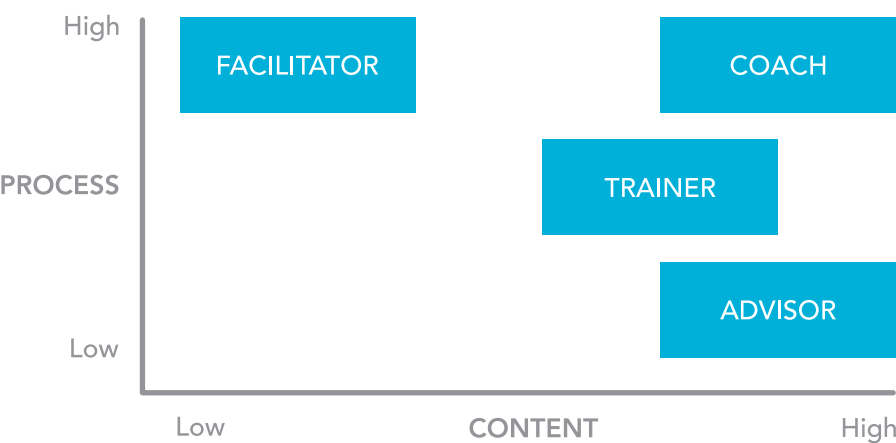 High
FACILITATOR
COACH
PROCESS
TRAINER
ADVISOR
Low
Low
CONTENT
High